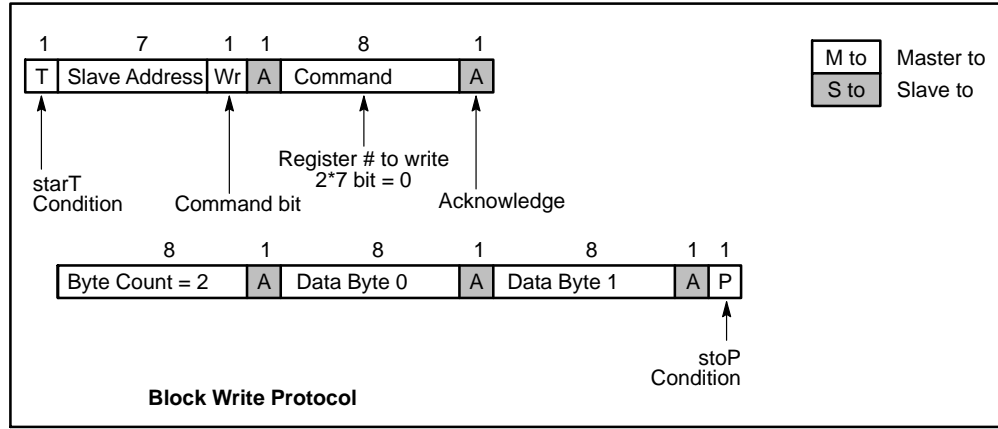 1 7 1 1 8 1
T Slave Address Wr A Command A
M to Master to
S to Slave to
Register # to write
2*7 bit = 0
starT
Condition
Command bit
Acknowledge
8 1 8 1 8 1 1
Byte Count = 2 A Data Byte 0 A Data Byte 1 A P
stoP
Condition
Block Write Protocol